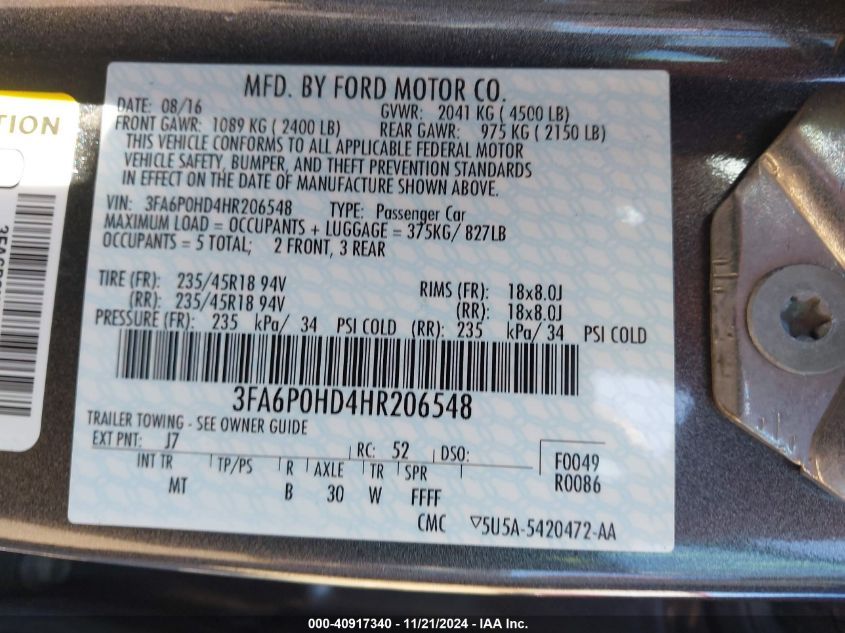 MFD. BY FORD MOTOR CO.
DATE: 08/16 GVWR: 2041 KG ( 4500 LB)
FRONT GAWR: 1089 KG ( 2400 LB) REAR GAWR: 975 KG ( 2150 LB)
THIS VEHICLE CONFORMS TO ALL APPLICABLE FEDERAL MOTOR
VEHICLE SAFETY, BUMPER, AND THEFT PREVENTION STANDARDS
IN EFFECT ON THE DATE OF MANUFACTURE SHOWN ABOVE.
VIN: 3FA6P0HD4HR206548 TYPE: Passenger Car
MAXIMUM LOAD = OCCUPANTS + LUGGAGE = 375KG/ 827LB
OCCUPANTS = 5 TOTAL; 2 FRONT, 3 REAR
TIRE (FR): 235/45R18 94V RIMS (FR): 18x8.0J
(RR): 235/45R18 94V (RR): 18x8.0J
PRESSURE (FR): 235 kPa/ 34 PSI COLD (RR): 235 kPa/ 34 PSI COLD
3FA6P0HD4HR206548
TRAILER TOWING - SEE OWNER GUIDE
EXT PNT: J7 RC: 52 DSO: F0049
INT TR TP/PS R AXLE TR SPR R0086
MT B 30 W FFFF
CMC ▽5U5A-5420472-AA
TION
000-40917340 - 11/21/2024 - 11USC.